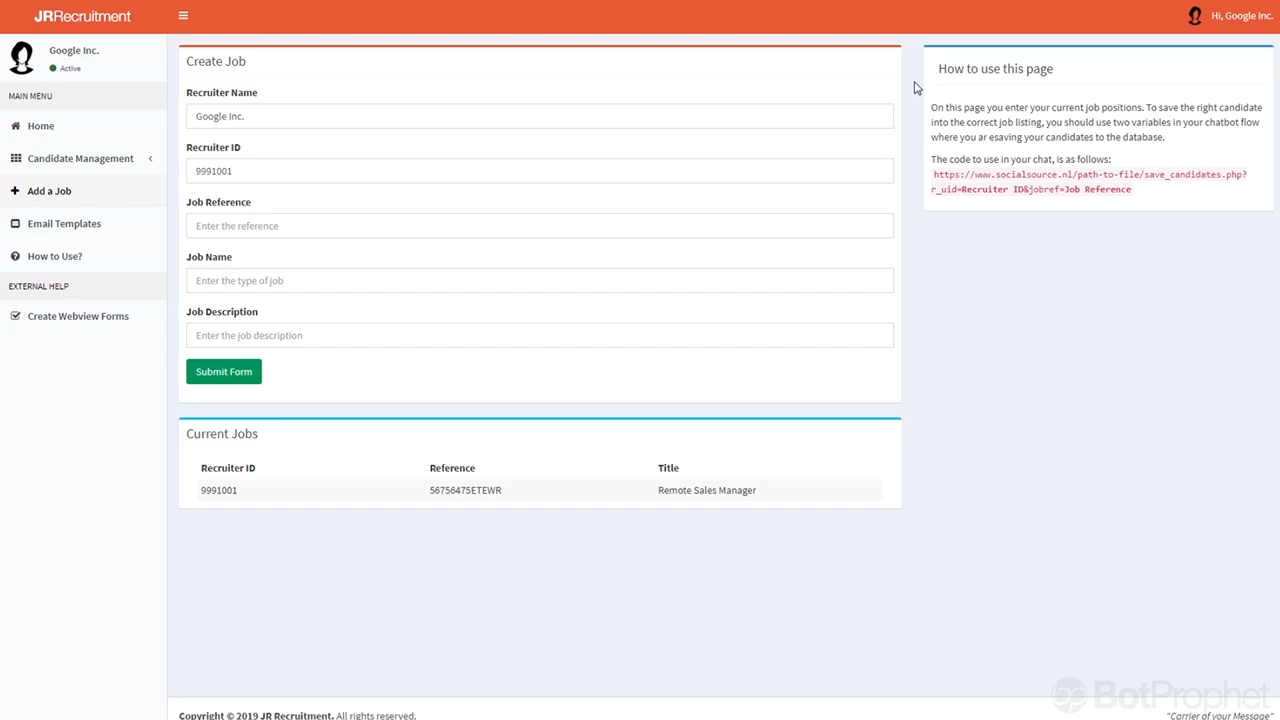 JRRecruitment
Hi, Google Inc.
Google Inc.
Active
MAIN MENU
Home
Candidate Management
Add a Job
Email Templates
How to Use?
EXTERNAL HELP
Create Webview Forms
Create Job
Recruiter Name
Google Inc.
Recruiter ID
9991001
Job Reference
Enter the reference
Job Name
Enter the type of job
Job Description
Enter the job description
Submit Form
Current Jobs
Recruiter ID Reference Title
9991001 56756475ETEWR Remote Sales Manager
How to use this page
On this page you enter your current job positions. To save the right candidate
into the correct job listing, you should use two variables in your chatbot flow
where you ar esaving your candidates to the database.
The code to use in your chat, is as follows:
https://www.socialsource.nl/path-to-file/save_candidates.php?
r_uid=Recruiter ID&jobref=Job Reference
Copyright © 2019 JR Recruitment. All rights reserved.
BotProphet
"Carrier of your Message"